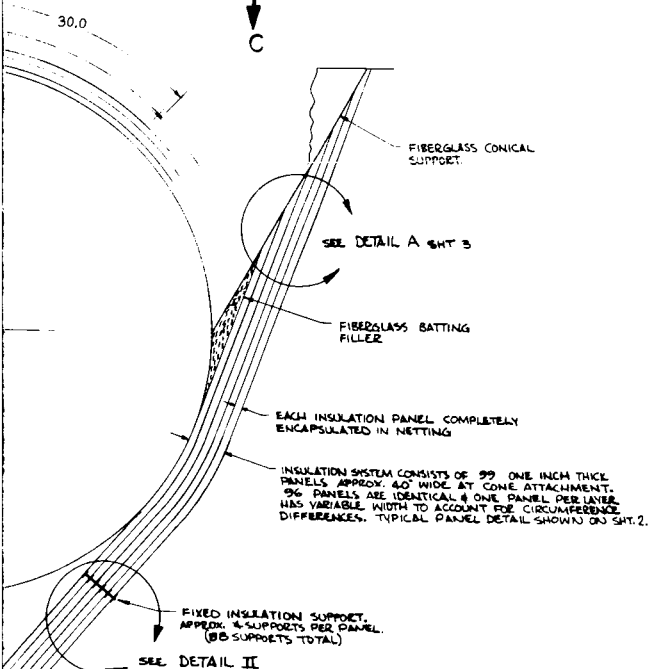 30.0
C
FIBERGLASS CONICAL
SUPPORT.
SEE DETAIL A SHT 3
FIBERGLASS BATTING
FILLER
EACH INSULATION PANEL COMPLETELY
ENCAPSULATED IN NETTING
INSULATION SYSTEM CONSISTS OF 99 ONE INCH THICK
PANELS APPROX. 40" WIDE AT CONE ATTACHMENT.
96 PANELS ARE IDENTICAL & ONE PANEL PER LAYER
HAS VARIABLE WIDTH TO ACCOUNT FOR CIRCUMFERENCE
DIFFERENCES. TYPICAL PANEL DETAIL SHOWN ON SHT. 2.
FIXED INSULATION SUPPORT.
APPROX. 4 SUPPORTS PER PANEL.
(88 SUPPORTS TOTAL)
SEE DETAIL II